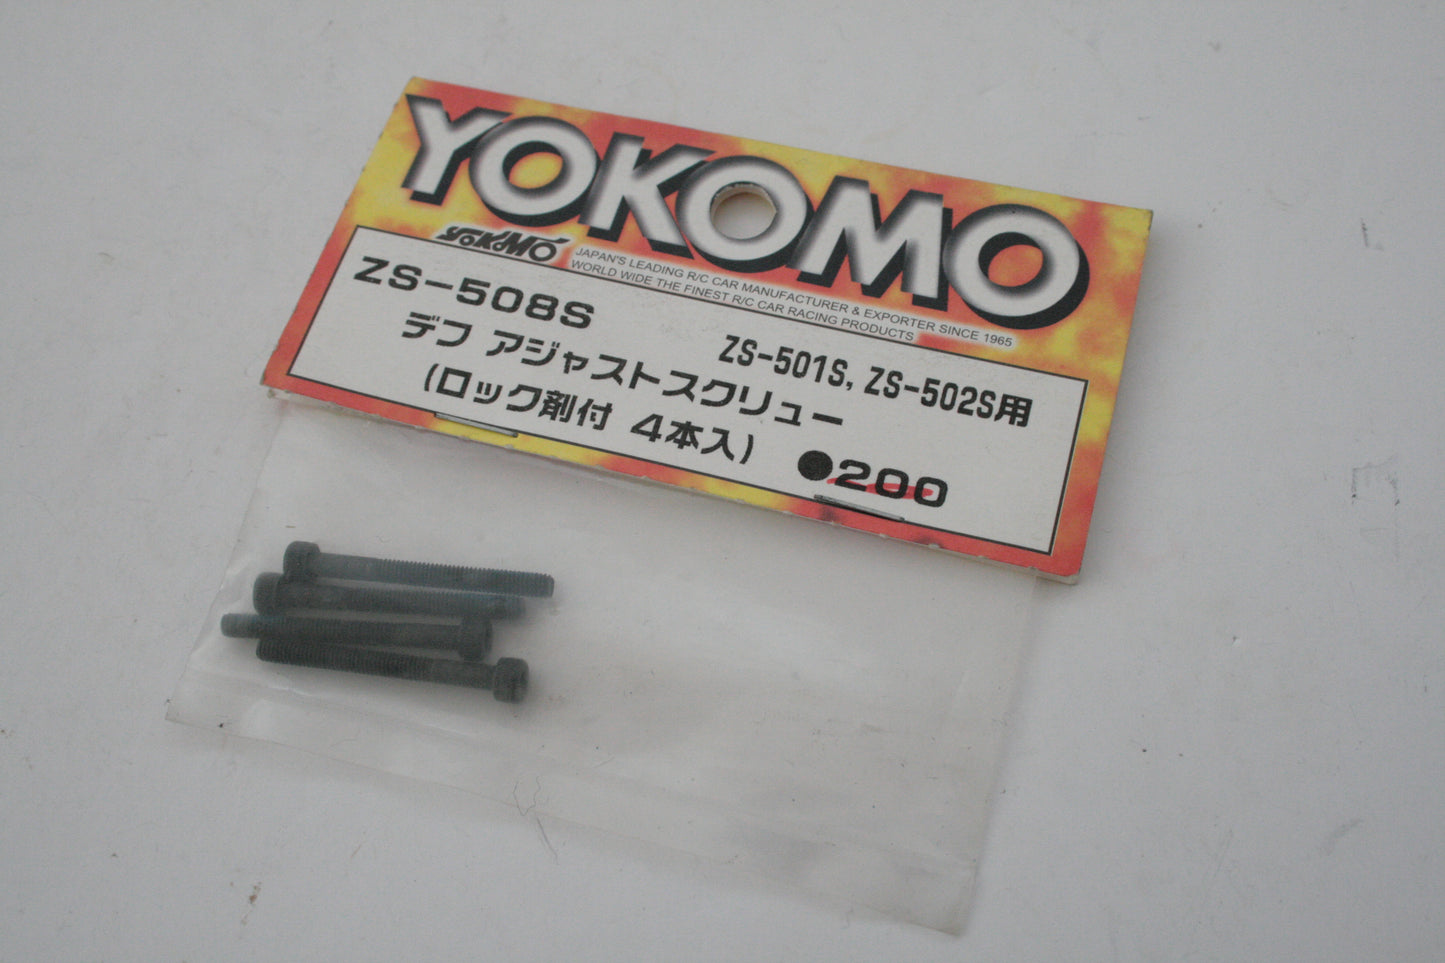 YOKOMO
YOKOMO
JAPAN'S LEADING R/C CAR MANUFACTURER & EXPORTER SINCE 1965
WORLD WIDE THE FINEST R/C CAR RACING PRODUCTS
ZS-508S
ZS-501S, ZS-502S用
デフ アジャストスクリュー
(ロック剤付 4本入)
●200